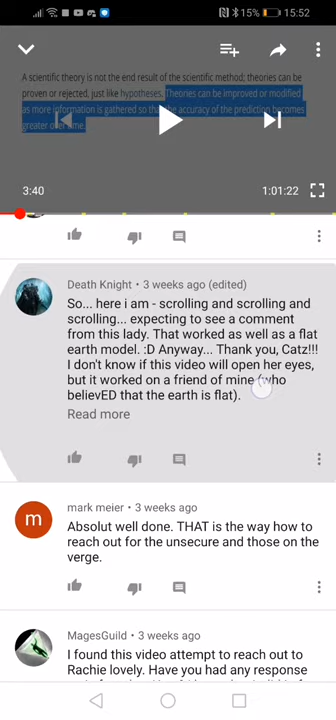 15% 15:52
A scientific theory is not the end result of the scientific method; theories can be
proven or rejected, just like hypotheses. Theories can be improved or modified
as more information is gathered so that the accuracy of the prediction becomes
greater over time.
3:40 1:01:22
Death Knight • 3 weeks ago (edited)
So... here i am - scrolling and scrolling and
scrolling... expecting to see a comment
from this lady. That worked as well as a flat
earth model. :D Anyway... Thank you, Catz!!!
I don't know if this video will open her eyes,
but it worked on a friend of mine (who
believED that the earth is flat).
Read more
m
mark meier • 3 weeks ago
Absolut well done. THAT is the way how to
reach out for the unsecure and those on the
verge.
MagesGuild • 3 weeks ago
I found this video attempt to reach out to
Rachie lovely. Have you had any response